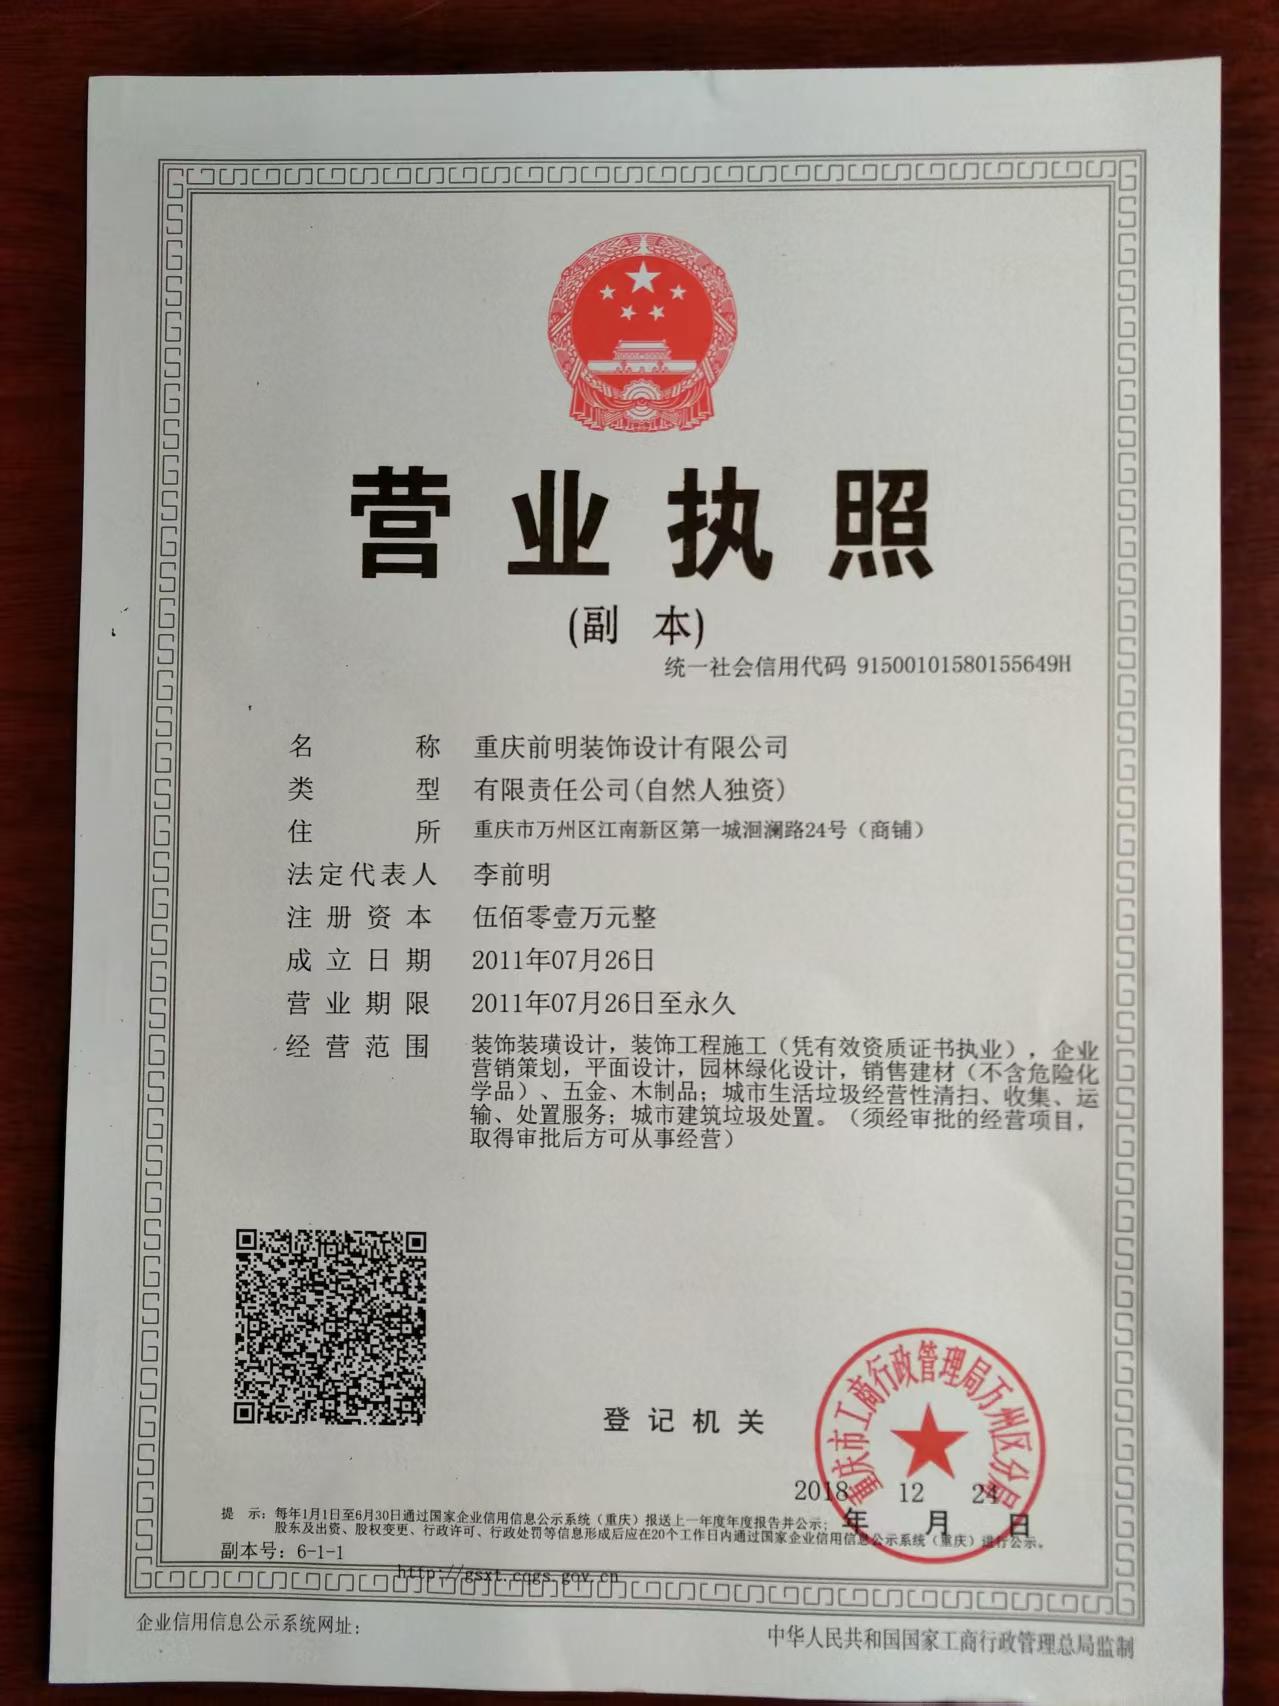 营业执照
(副 本)
统一社会信用代码 91500101580155649H
名 称 重庆前明装饰设计有限公司
类 型 有限责任公司(自然人独资)
住 所 重庆市万州区江南新区第一城洄澜路24号（商铺）
法定代表人 李前明
注册资本 伍佰零壹万元整
成立日期 2011年07月26日
营业期限 2011年07月26日至永久
经营范围 装饰装璜设计，装饰工程施工（凭有效资质证书执业），企业
营销策划，平面设计，园林绿化设计，销售建材（不含危险化
学品）、五金、木制品；城市生活垃圾经营性清扫、收集、运
输、处置服务；城市建筑垃圾处置。（须经审批的经营项目，
取得审批后方可从事经营）
登记机关
重庆市工商行政管理局万州区分局
2018 12 24
年 月 日
提 示：每年1月1日至6月30日通过国家企业信用信息公示系统（重庆）报送上一年度年度报告并公示；
股东及出资、股权变更、行政许可、行政处罚等信息形成后应在20个工作日内通过国家企业信用信息公示系统（重庆）进行公示。
副本号：6-1-1
http://gsxt.cqgs.gov.cn
企业信用信息公示系统网址：
中华人民共和国国家工商行政管理总局监制